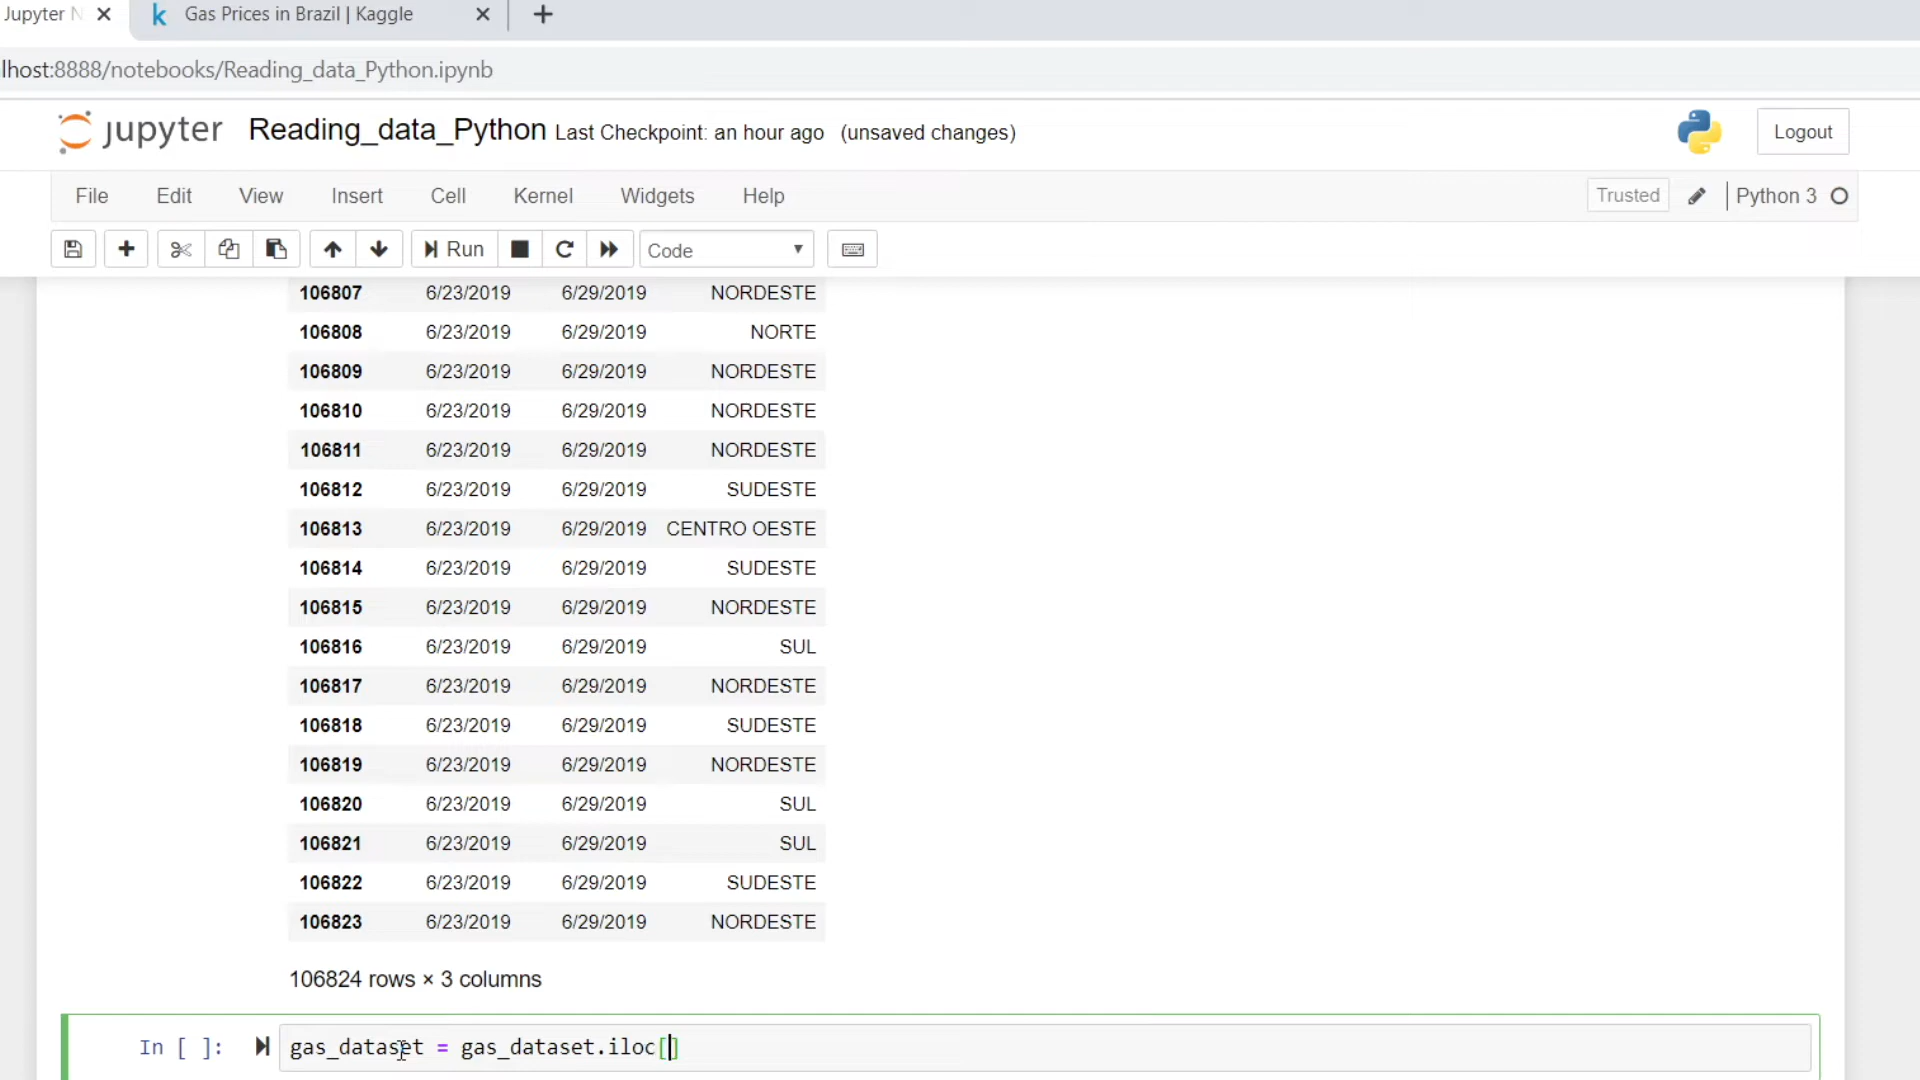 Jupyter N
k Gas Prices in Brazil | Kaggle
lhost:8888/notebooks/Reading_data_Python.ipynb
jupyter Reading_data_Python Last Checkpoint: an hour ago (unsaved changes) Logout
File Edit View Insert Cell Kernel Widgets Help Trusted Python 3
Run Code
106807 6/23/2019 6/29/2019 NORDESTE
106808 6/23/2019 6/29/2019 NORTE
106809 6/23/2019 6/29/2019 NORDESTE
106810 6/23/2019 6/29/2019 NORDESTE
106811 6/23/2019 6/29/2019 NORDESTE
106812 6/23/2019 6/29/2019 SUDESTE
106813 6/23/2019 6/29/2019 CENTRO OESTE
106814 6/23/2019 6/29/2019 SUDESTE
106815 6/23/2019 6/29/2019 NORDESTE
106816 6/23/2019 6/29/2019 SUL
106817 6/23/2019 6/29/2019 NORDESTE
106818 6/23/2019 6/29/2019 SUDESTE
106819 6/23/2019 6/29/2019 NORDESTE
106820 6/23/2019 6/29/2019 SUL
106821 6/23/2019 6/29/2019 SUL
106822 6/23/2019 6/29/2019 SUDESTE
106823 6/23/2019 6/29/2019 NORDESTE
106824 rows × 3 columns
In [ ]: gas_dataset = gas_dataset.iloc[]